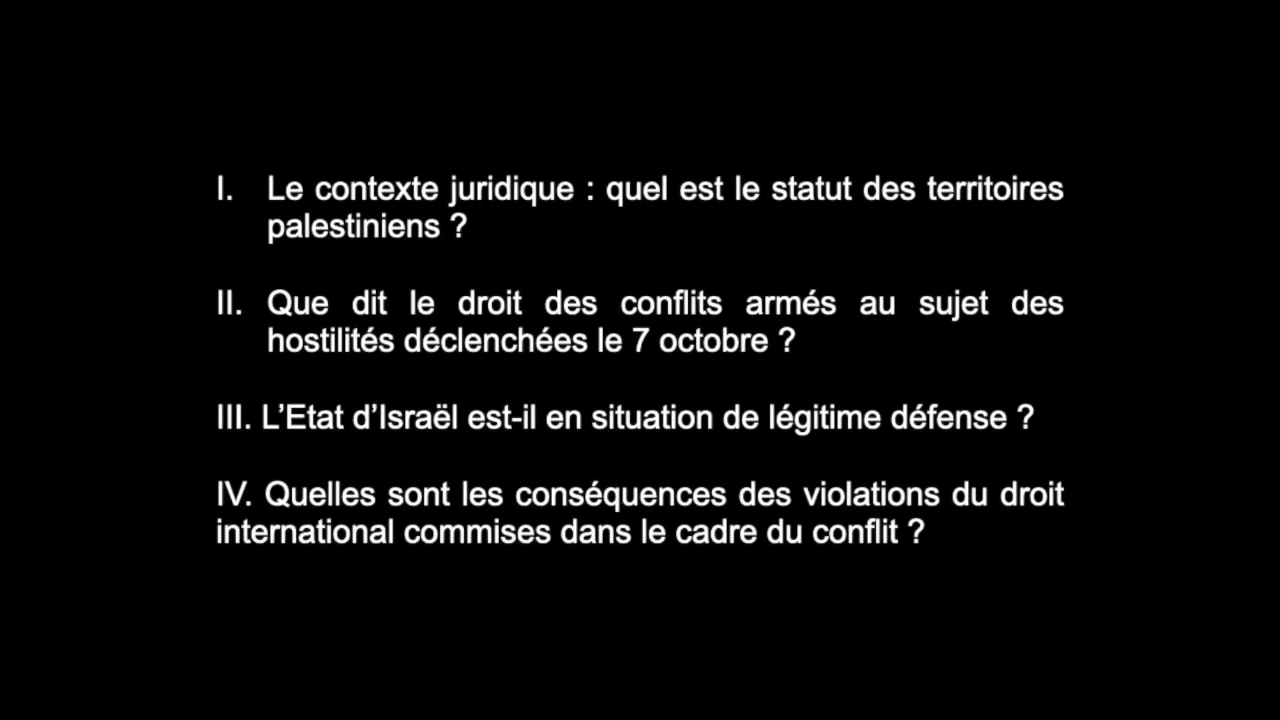 I. Le contexte juridique : quel est le statut des territoires
palestiniens ?
II. Que dit le droit des conflits armés au sujet des
hostilités déclenchées le 7 octobre ?
III. L’Etat d’Israël est-il en situation de légitime défense ?
IV. Quelles sont les conséquences des violations du droit
international commises dans le cadre du conflit ?